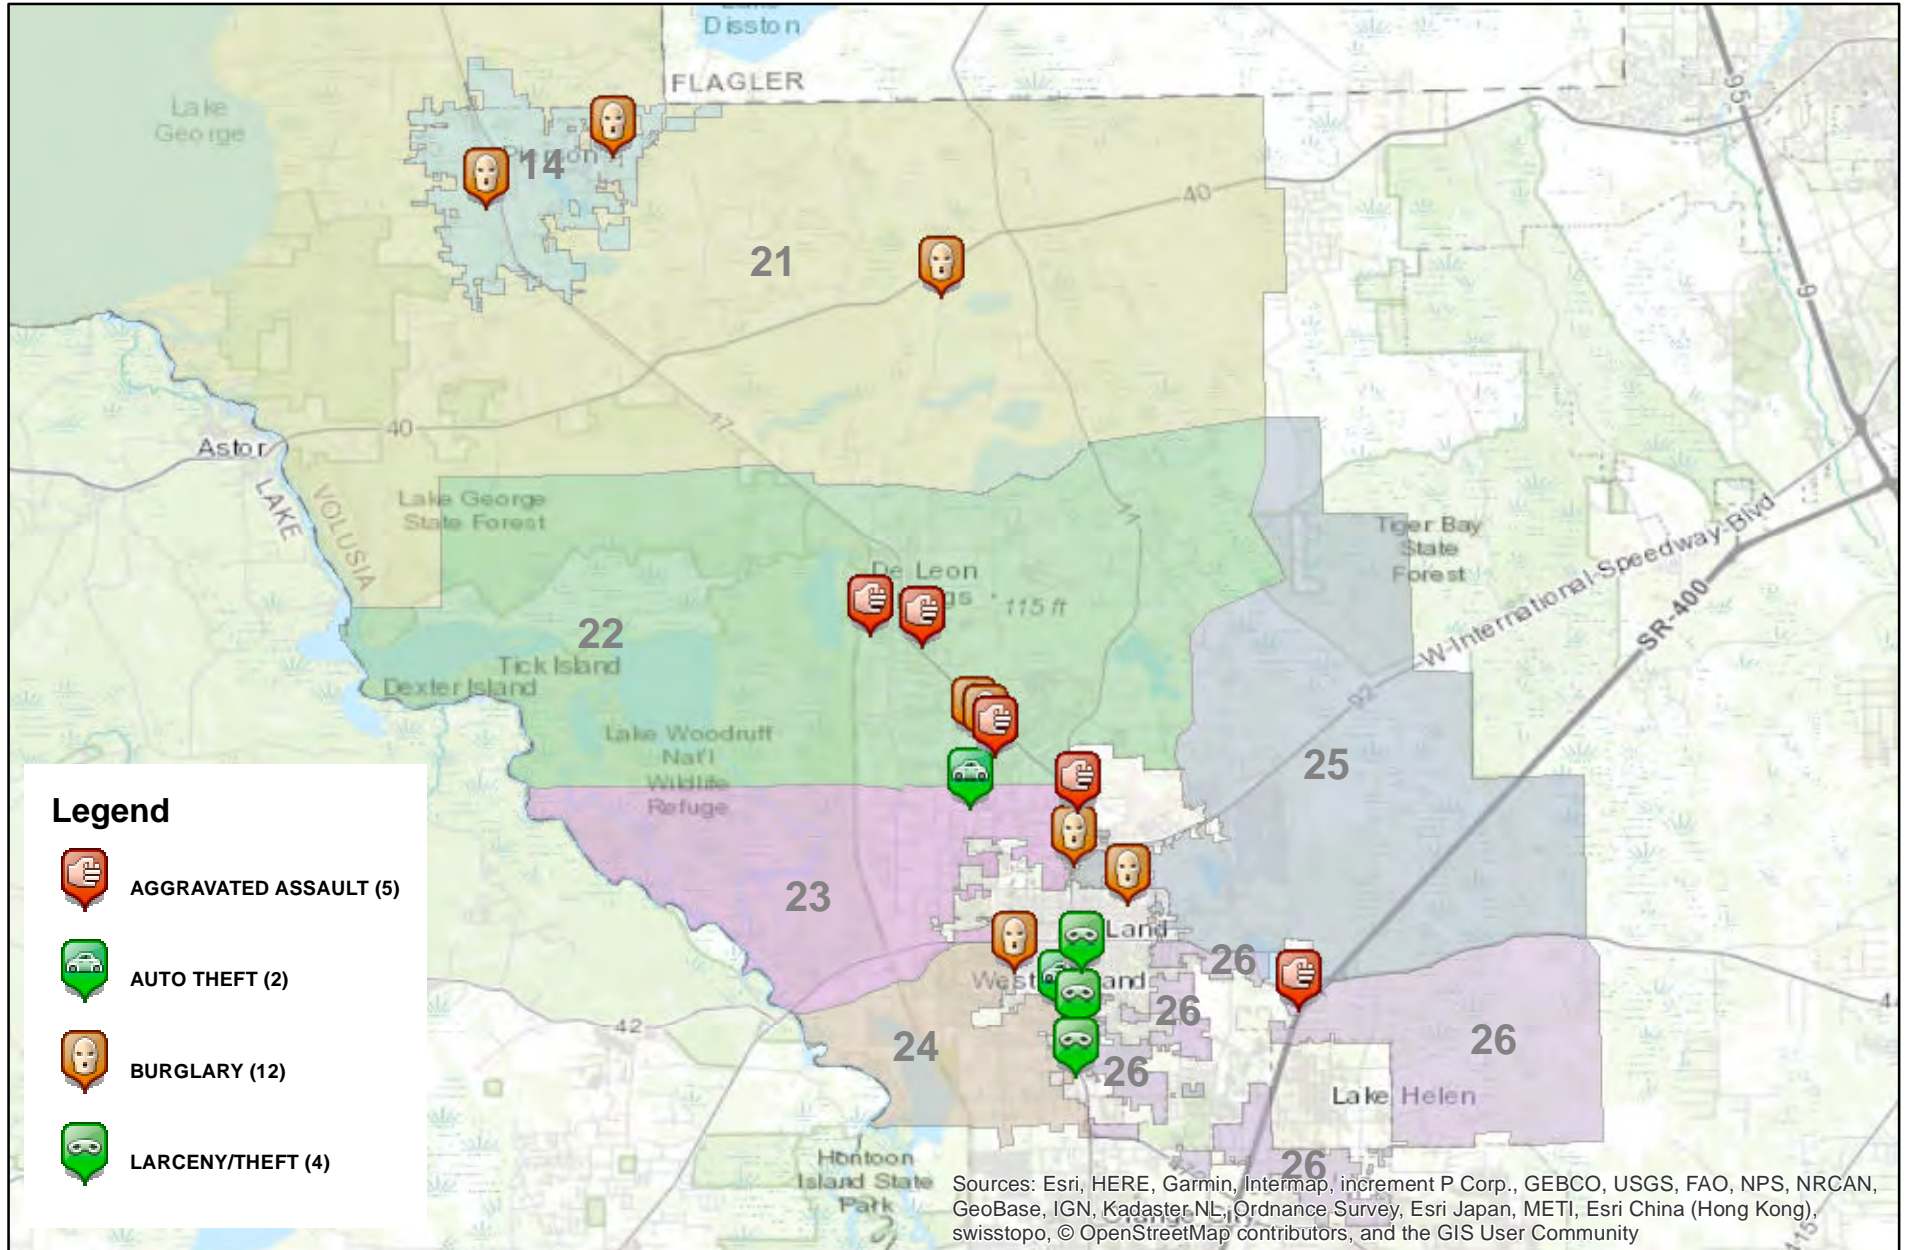 Disston
FLAGLER
Lake
George
95
14
40
21
9
17
40
Astor
LAKE
VOLUSIA
Lake George
State Forest
11
Tiger Bay
State
Forest
W-International-Speedway-Blvd
SR-400
De Leon
115 ft
22
Tick Island
Dexter Island
92
Lake Woodruff
Nat'l
Wildlife
Refuge
25
Legend
AGGRAVATED ASSAULT (5)
AUTO THEFT (2)
BURGLARY (12)
LARCENY/THEFT (4)
23
Land
26
West
and
26
42
24
26
26
Lake Helen
26
Hontoon
Island State
Park
Sources: Esri, HERE, Garmin, Intermap, increment P Corp., GEBCO, USGS, FAO, NPS, NRCAN,
GeoBase, IGN, Kadaster NL, Ordnance Survey, Esri Japan, METI, Esri China (Hong Kong),
swisstopo, © OpenStreetMap contributors, and the GIS User Community
Orange City
415